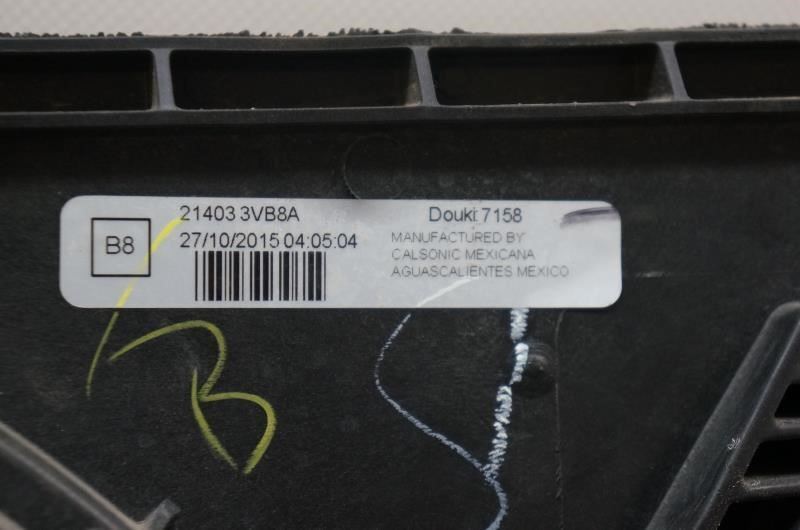 B8
21403 3VB8A
27/10/2015 04:05:04
Douki: 7158
MANUFACTURED BY
CALSONIC MEXICANA
AGUASCALIENTES MEXICO
B